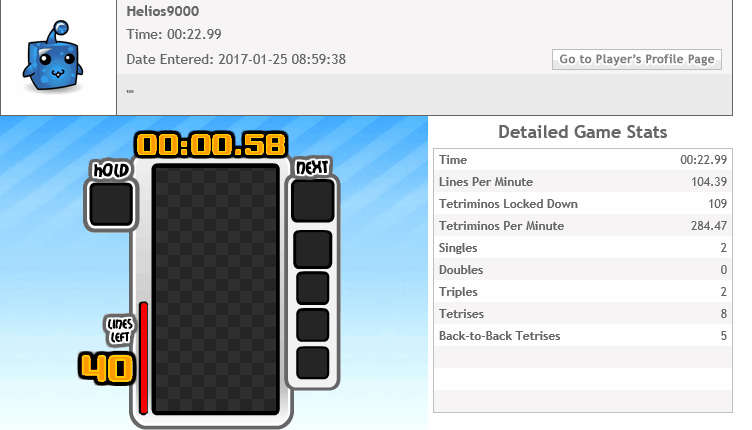 Helios9000
Time: 00:22.99
Date Entered: 2017-01-25 08:59:38
Go to Player's Profile Page
""
00:00.58
HOLD
NEXT
LINES
LEFT
40
Detailed Game Stats
Time 00:22.99
Lines Per Minute 104.39
Tetriminos Locked Down 109
Tetriminos Per Minute 284.47
Singles 2
Doubles 0
Triples 2
Tetrises 8
Back-to-Back Tetrises 5